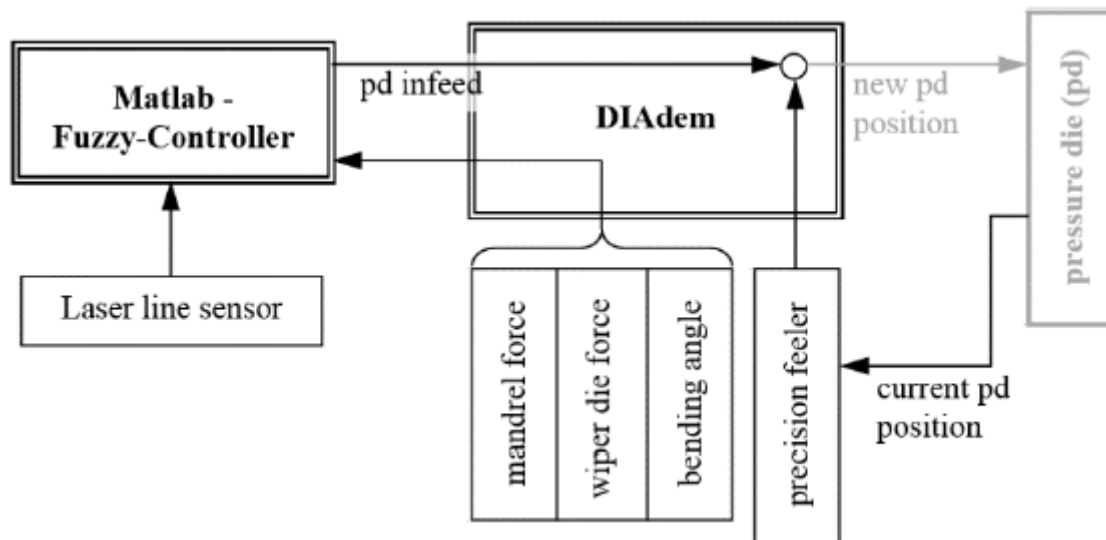 Matlab -
Fuzzy-Controller
pd infeed
DIAdem
new pd
position
pressure die (pd)
Laser line sensor
mandrel force
wiper die force
bending angle
precision feeler
current pd
position